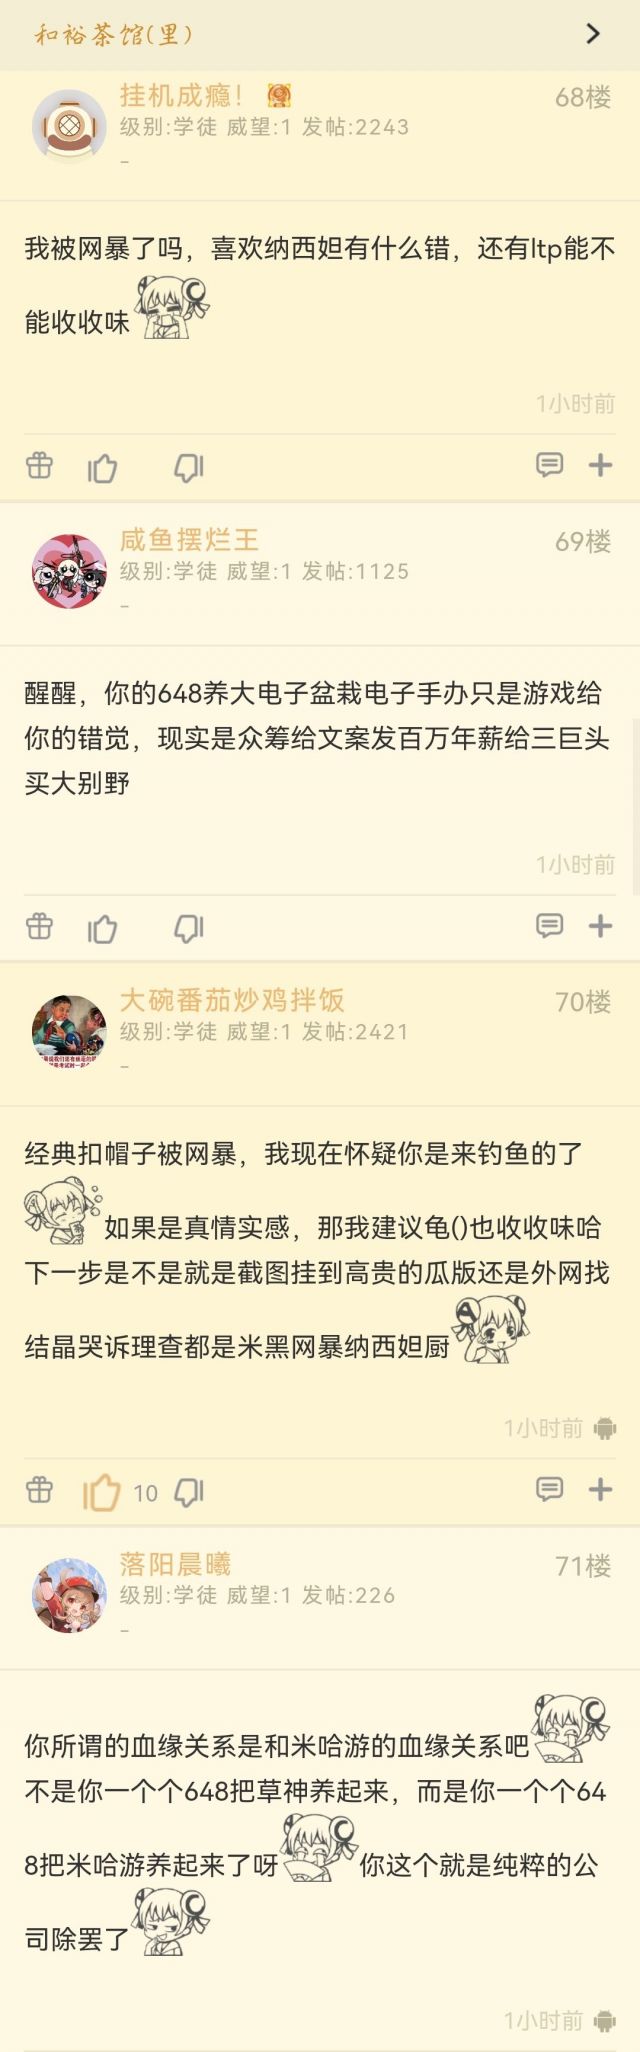 和裕茶馆(里)
挂机成瘾！
68楼
级别:学徒 威望:1 发帖:2243
-
我被网暴了吗，喜欢纳西妲有什么错，还有ltp能不
能收收味
1小时前
咸鱼摆烂王
69楼
级别:学徒 威望:1 发帖:1125
-
醒醒，你的648养大电子盆栽电子手办只是游戏给
你的错觉，现实是众筹给文案发百万年薪给三巨头
买大别野
1小时前
大碗番茄炒鸡拌饭
70楼
级别:学徒 威望:1 发帖:2421
-
经典扣帽子被网暴，我现在怀疑你是来钓鱼的了
如果是真情实感，那我建议龟()也收收味哈
下一步是不是就是截图挂到高贵的瓜版还是外网找
结晶哭诉理查都是米黑网暴纳西妲厨
1小时前
10
落阳晨曦
71楼
级别:学徒 威望:1 发帖:226
-
你所谓的血缘关系是和米哈游的血缘关系吧
不是你一个个648把草神养起来，而是你一个个64
8把米哈游养起来了呀 你这个就是纯粹的公
司除罢了
1小时前